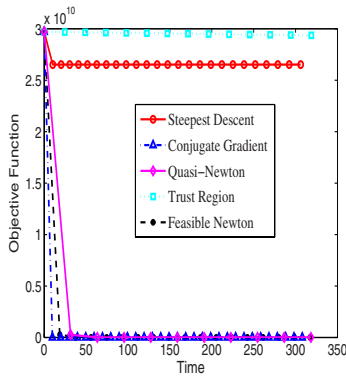 x 10^10
3
2.5
2
1.5
1
0.5
0
0 50 100 150 200 250 300 350
Objective Function
Time
Steepest Descent
Conjugate Gradient
Quasi−Newton
Trust Region
Feasible Newton